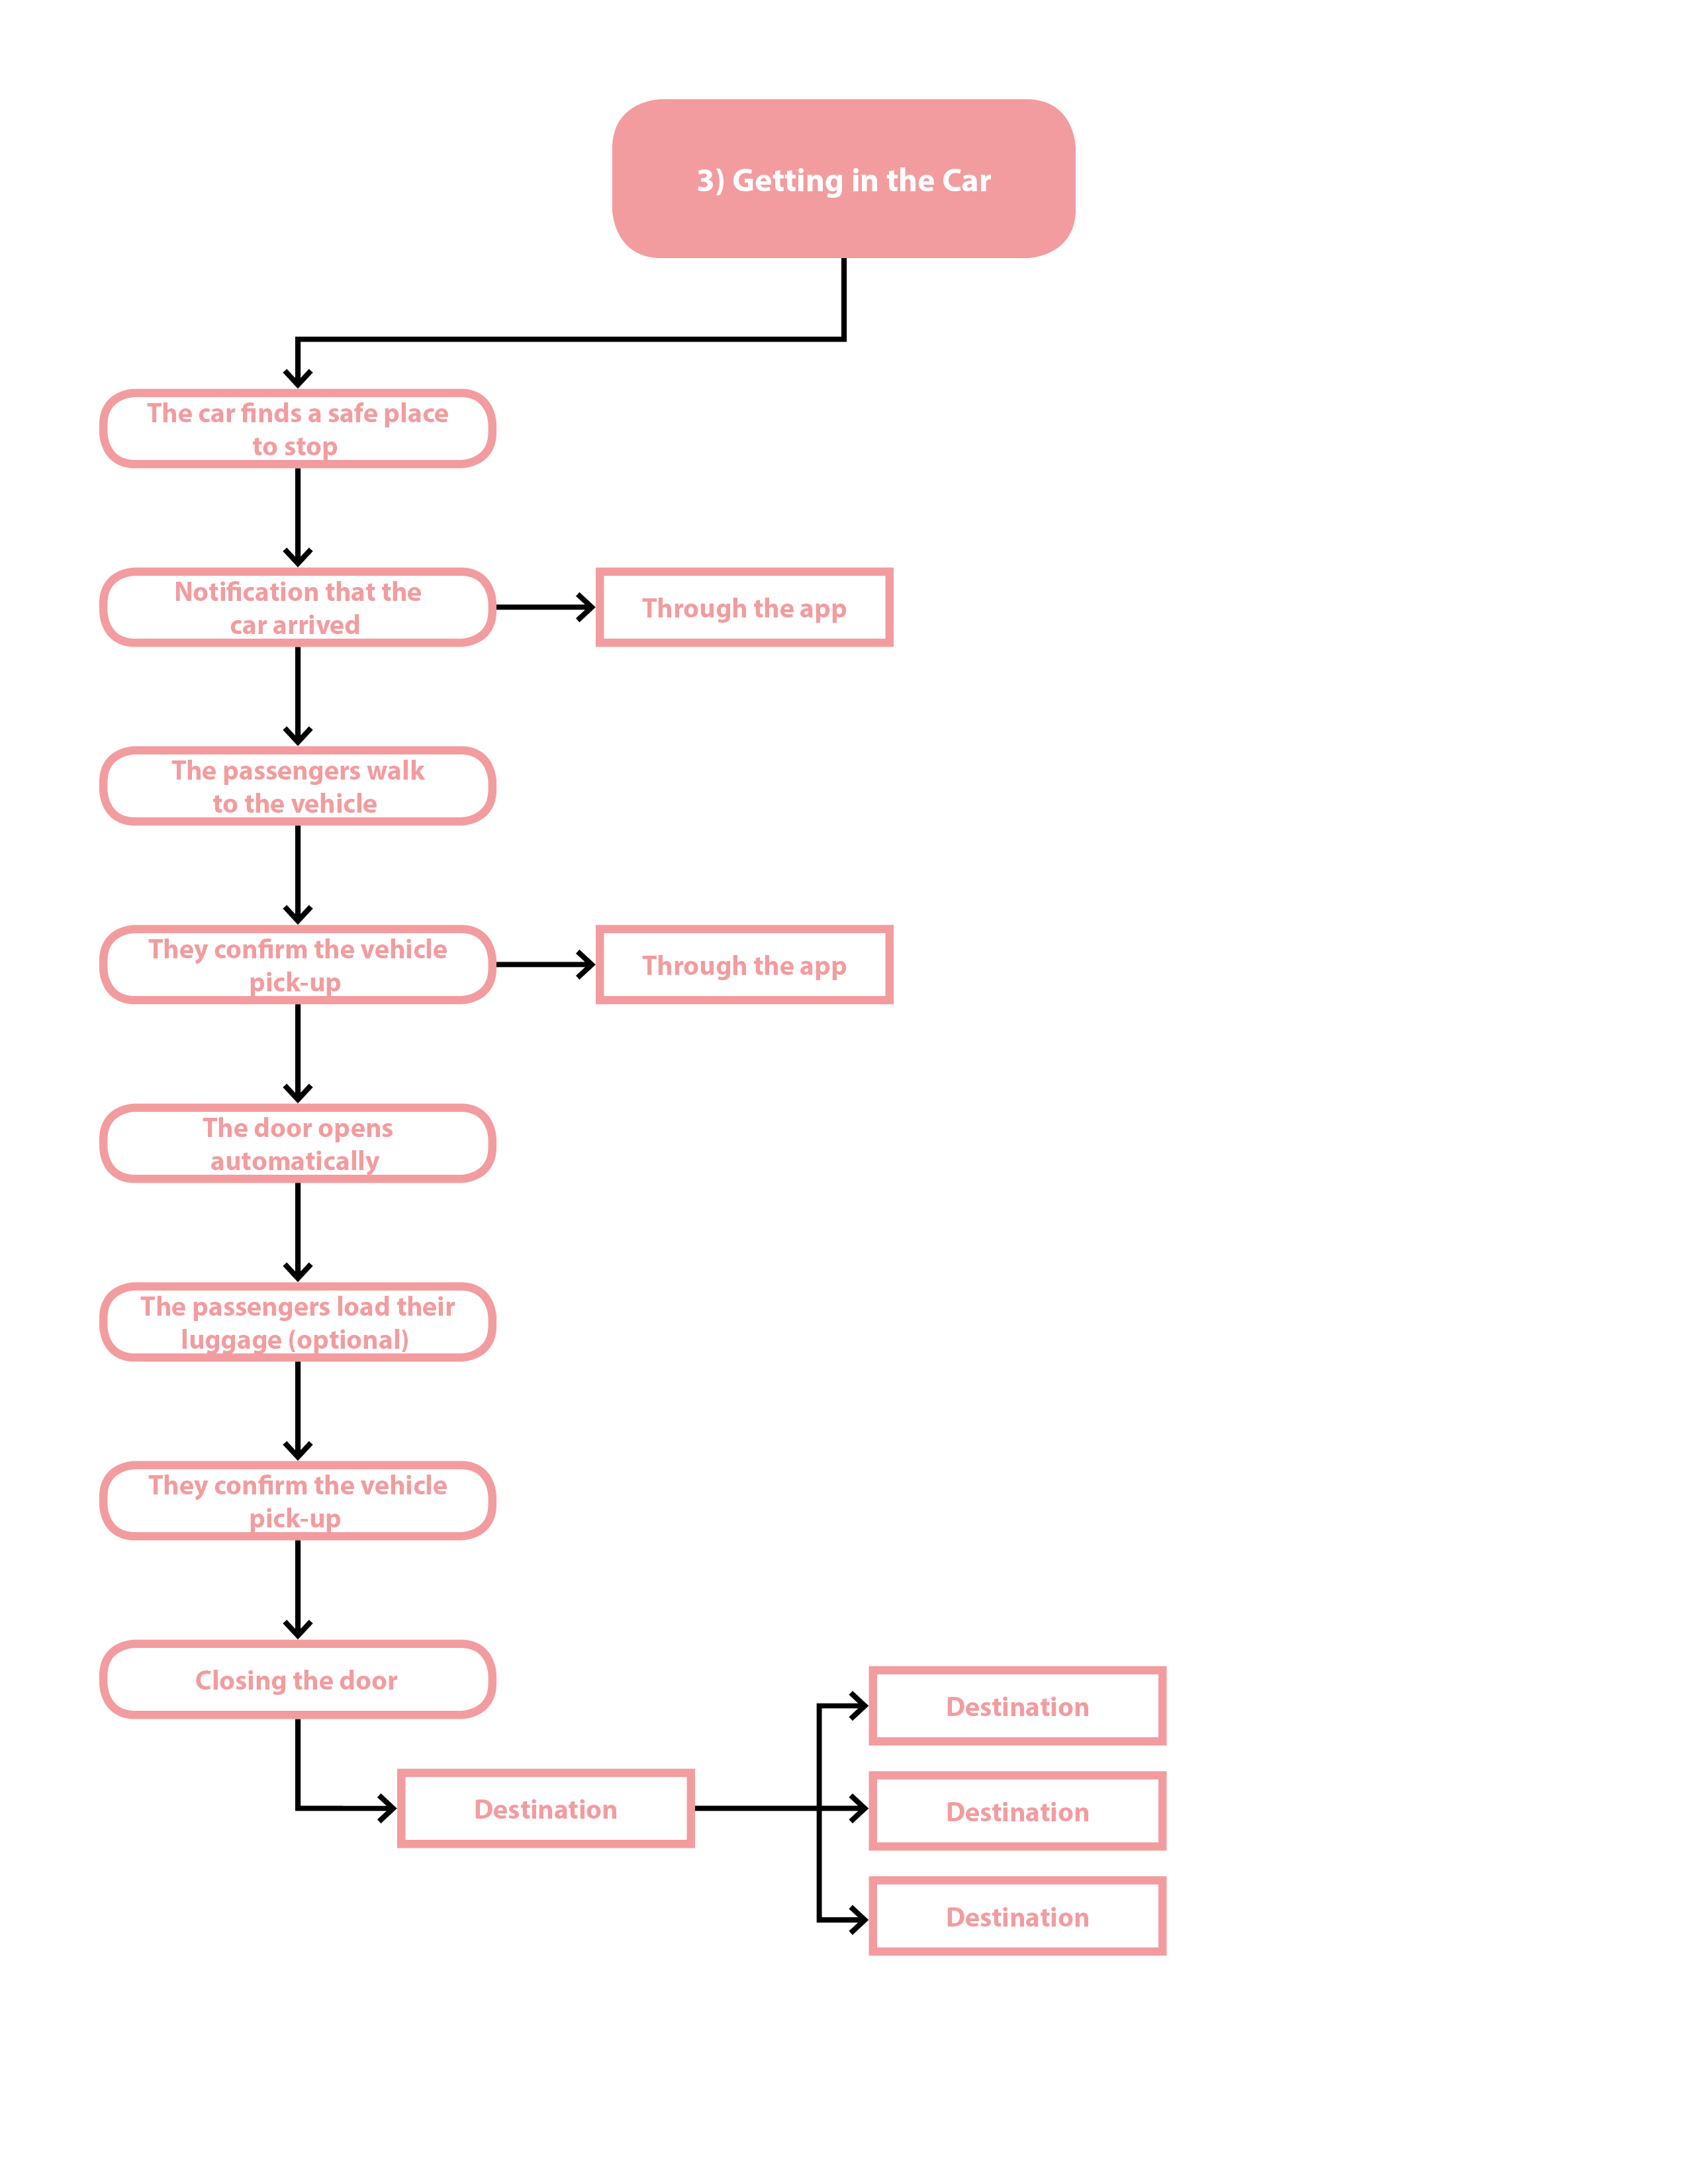 3) Getting in the Car
The car finds a safe place
to stop
Notification that the
car arrived
Through the app
The passengers walk
to the vehicle
They confirm the vehicle
pick-up
Through the app
The door opens
automatically
The passengers load their
luggage (optional)
They confirm the vehicle
pick-up
Closing the door
Destination
Destination
Destination
Destination